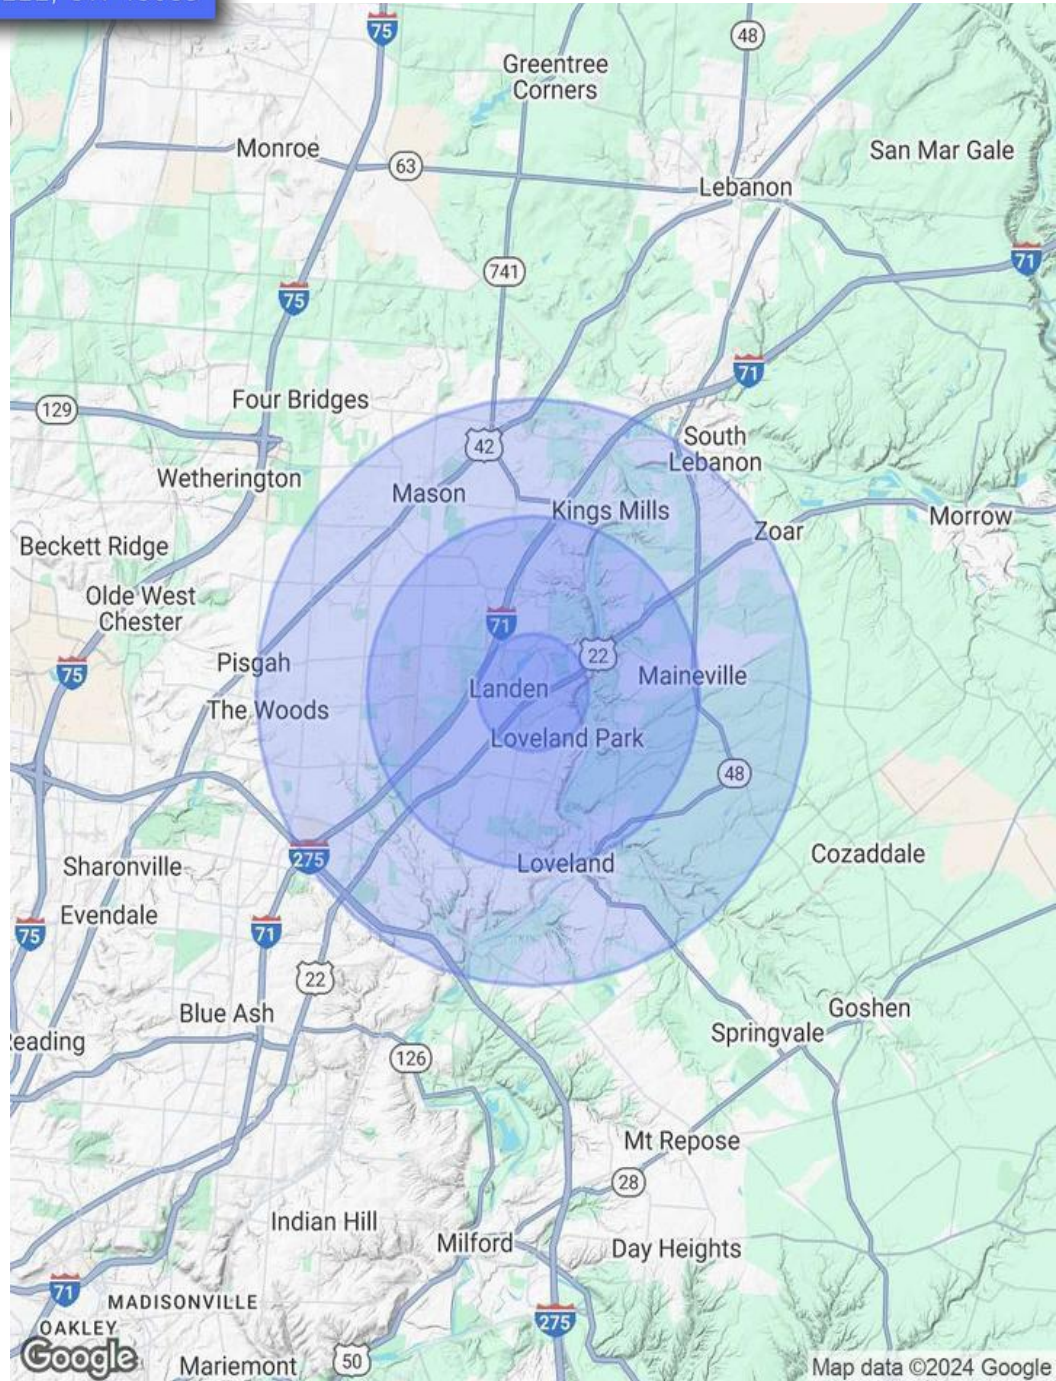 75
48
Greentree
Corners
Monroe
63
San Mar Gale
Lebanon
71
741
75
71
Four Bridges
129
42
South
Lebanon
Wetherington
Mason
Kings Mills
Morrow
Zoar
Beckett Ridge
Olde West
Chester
71
22
Pisgah
75
Maineville
Landen
The Woods
Loveland Park
48
275
Loveland
Cozaddale
Sharonville
Evendale
75
71
22
Goshen
Blue Ash
Springvale
126
Mt Repose
28
Indian Hill
Milford
Day Heights
71
MADISONVILLE
275
OAKLEY
Google
Mariemont
50
Map data ©2024 Google